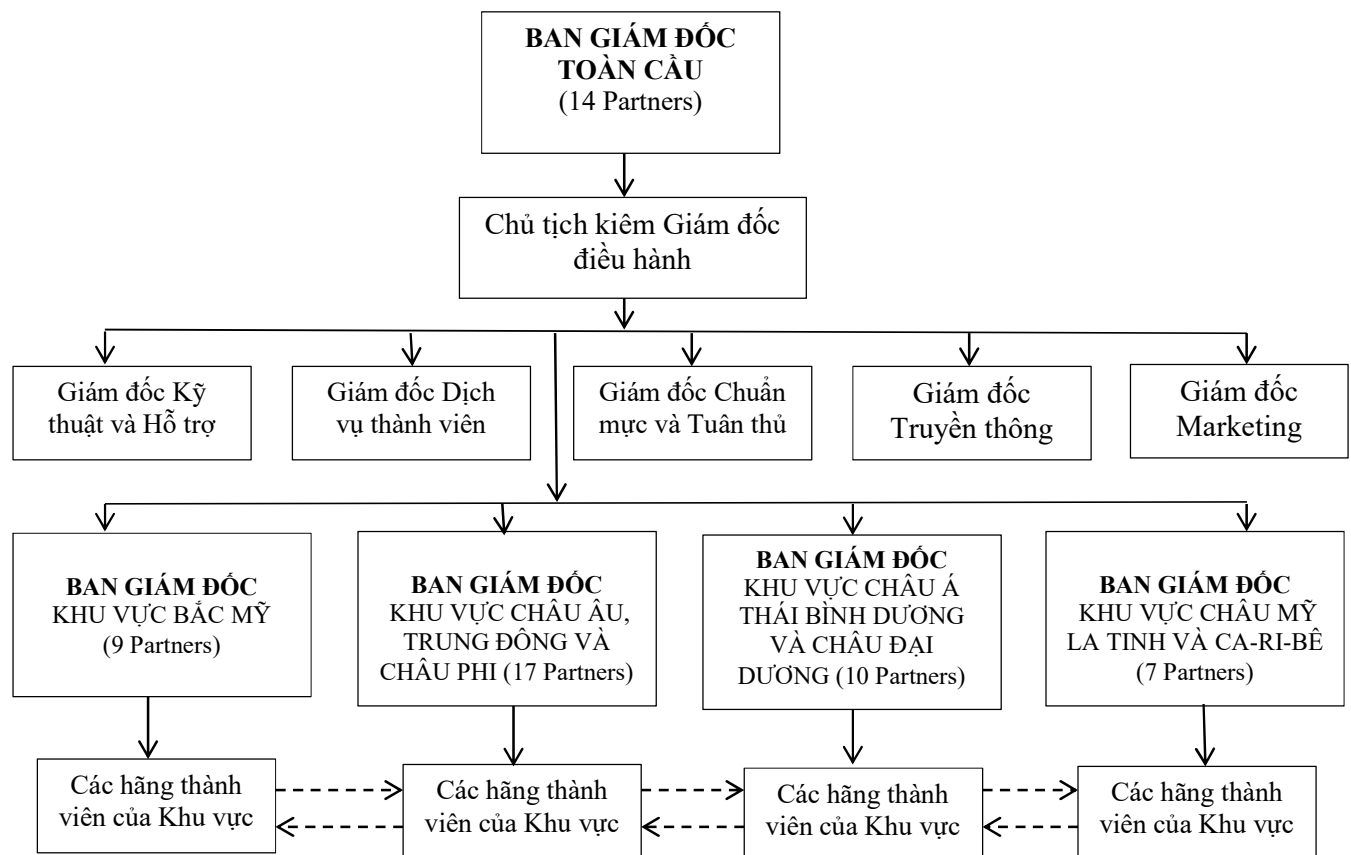 BAN GIÁM ĐỐC
TOÀN CẦU
(14 Partners)
Chủ tịch kiêm Giám đốc
điều hành
Giám đốc Kỹ
thuật và Hỗ trợ
Giám đốc Dịch
vụ thành viên
Giám đốc Chuẩn
mực và Tuân thủ
Giám đốc
Truyền thông
Giám đốc
Marketing
BAN GIÁM ĐỐC
KHU VỰC BẮC MỸ
(9 Partners)
BAN GIÁM ĐỐC
KHU VỰC CHÂU ÂU,
TRUNG ĐÔNG VÀ
CHÂU PHI (17 Partners)
BAN GIÁM ĐỐC
KHU VỰC CHÂU Á
THÁI BÌNH DƯƠNG
VÀ CHÂU ĐẠI
DƯƠNG (10 Partners)
BAN GIÁM ĐỐC
KHU VỰC CHÂU MỸ
LA TINH VÀ CA-RI-BÊ
(7 Partners)
Các hãng thành
viên của Khu vực
Các hãng thành
viên của Khu vực
Các hãng thành
viên của Khu vực
Các hãng thành
viên của Khu vực